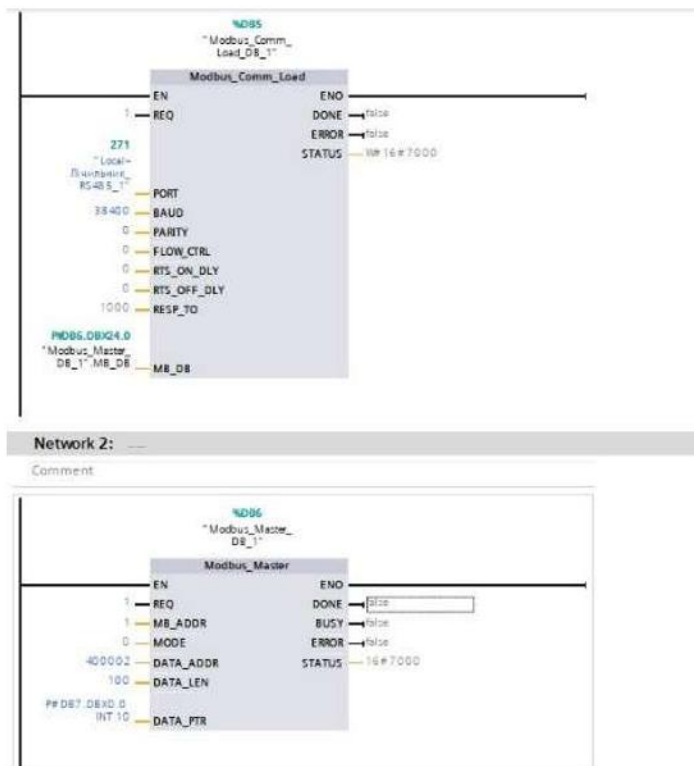 %DB5
"Modbus_Comm_
Load_DB_1"
Modbus_Comm_Load
EN ENO
1 REQ DONE false
ERROR false
271
"Local~
RS485_1"
STATUS W#16#7000
PORT
38400 BAUD
0 PARITY
0 FLOW_CTRL
0 RTS_ON_DLY
0 RTS_OFF_DLY
1000 RESP_TO
P#DB6.DBX24.0
"Modbus_Master_
DB_1".MB_DB
MB_DB
Network 2: .....
Comment
%DB6
"Modbus_Master_
DB_1"
Modbus_Master
EN ENO
1 REQ DONE false
1 MB_ADDR BUSY false
0 MODE ERROR false
400002 DATA_ADDR STATUS 16#7000
100 DATA_LEN
P#DB7.DBX0.0
INT 10
DATA_PTR